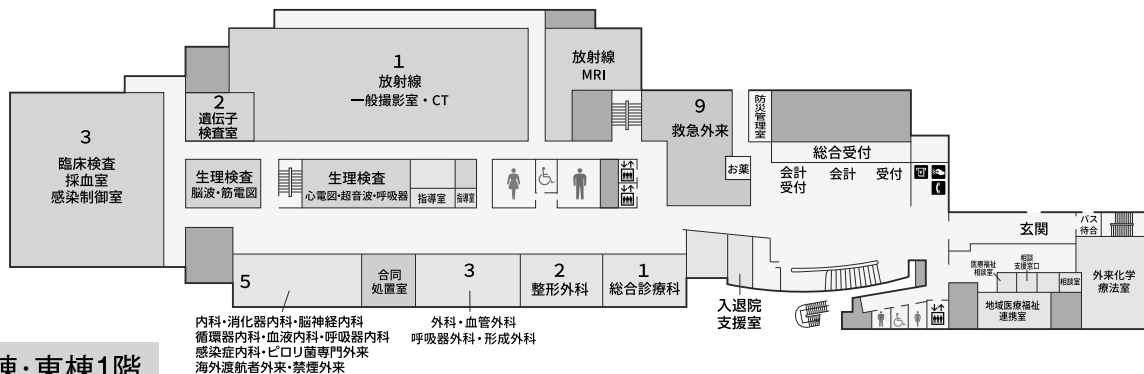 1
放射線
一般撮影室・CT
放射線
MRI
2
遺伝子
検査室
3
臨床検査
採血室
感染制御室
9
救急外来
防災管理室
総合受付
会計
受付
会計
受付
お薬
生理検査
脳波・筋電図
生理検査
心電図・超音波・呼吸器
指導室
指導室
玄関
バス
待合
医療福祉
相談室
相談
支援窓口
相談室
外来化学
療法室
地域医療福祉
連携室
5
合同
処置室
3
2
整形外科
1
総合診療科
入退院
支援室
内科・消化器内科・脳神経内科
循環器内科・血液内科・呼吸器内科
感染症内科・ピロリ菌専門外来
海外渡航者外来・禁煙外来
外科・血管外科
呼吸器外科・形成外科
棟・東棟1階